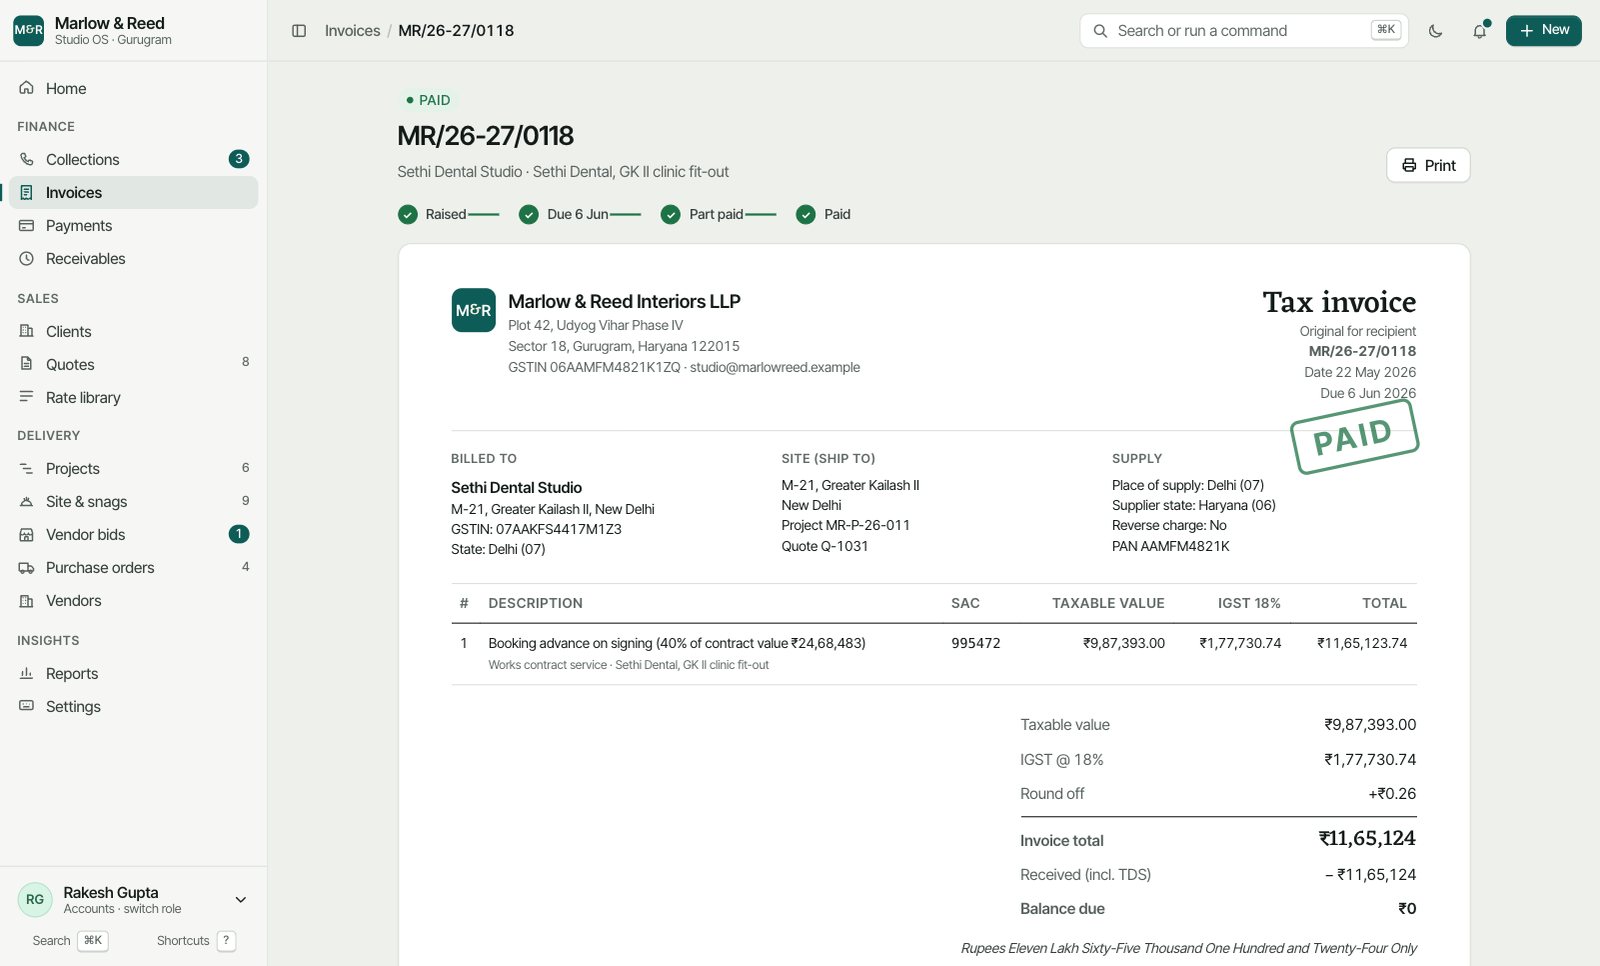 M&R
Marlow & Reed
Studio OS · Gurugram
Home
FINANCE
Collections 3
Invoices
Payments
Receivables
SALES
Clients
Quotes 8
Rate library
DELIVERY
Projects 6
Site & snags 9
Vendor bids 1
Purchase orders 4
Vendors
INSIGHTS
Reports
Settings
RG
Rakesh Gupta
Accounts · switch role
Search ⌘K Shortcuts ?
Invoices / MR/26-27/0118
Search or run a command ⌘K
New
PAID
MR/26-27/0118
Sethi Dental Studio · Sethi Dental, GK II clinic fit-out
Print
Raised Due 6 Jun Part paid Paid
M&R
Marlow & Reed Interiors LLP
Plot 42, Udyog Vihar Phase IV
Sector 18, Gurugram, Haryana 122015
GSTIN 06AAMFM4821K1ZQ · studio@marlowreed.example
Tax invoice
Original for recipient
MR/26-27/0118
Date 22 May 2026
Due 6 Jun 2026
PAID
BILLED TO
Sethi Dental Studio
M-21, Greater Kailash II, New Delhi
GSTIN: 07AAKFS4417M1Z3
State: Delhi (07)
SITE (SHIP TO)
M-21, Greater Kailash II
New Delhi
Project MR-P-26-011
Quote Q-1031
SUPPLY
Place of supply: Delhi (07)
Supplier state: Haryana (06)
Reverse charge: No
PAN AAMFM4821K
# DESCRIPTION SAC TAXABLE VALUE IGST 18% TOTAL
1 Booking advance on signing (40% of contract value ₹24,68,483) 995472 ₹9,87,393.00 ₹1,77,730.74 ₹11,65,123.74
Works contract service · Sethi Dental, GK II clinic fit-out
Taxable value ₹9,87,393.00
IGST @ 18% ₹1,77,730.74
Round off +₹0.26
Invoice total ₹11,65,124
Received (incl. TDS) − ₹11,65,124
Balance due ₹0
Rupees Eleven Lakh Sixty-Five Thousand One Hundred and Twenty-Four Only